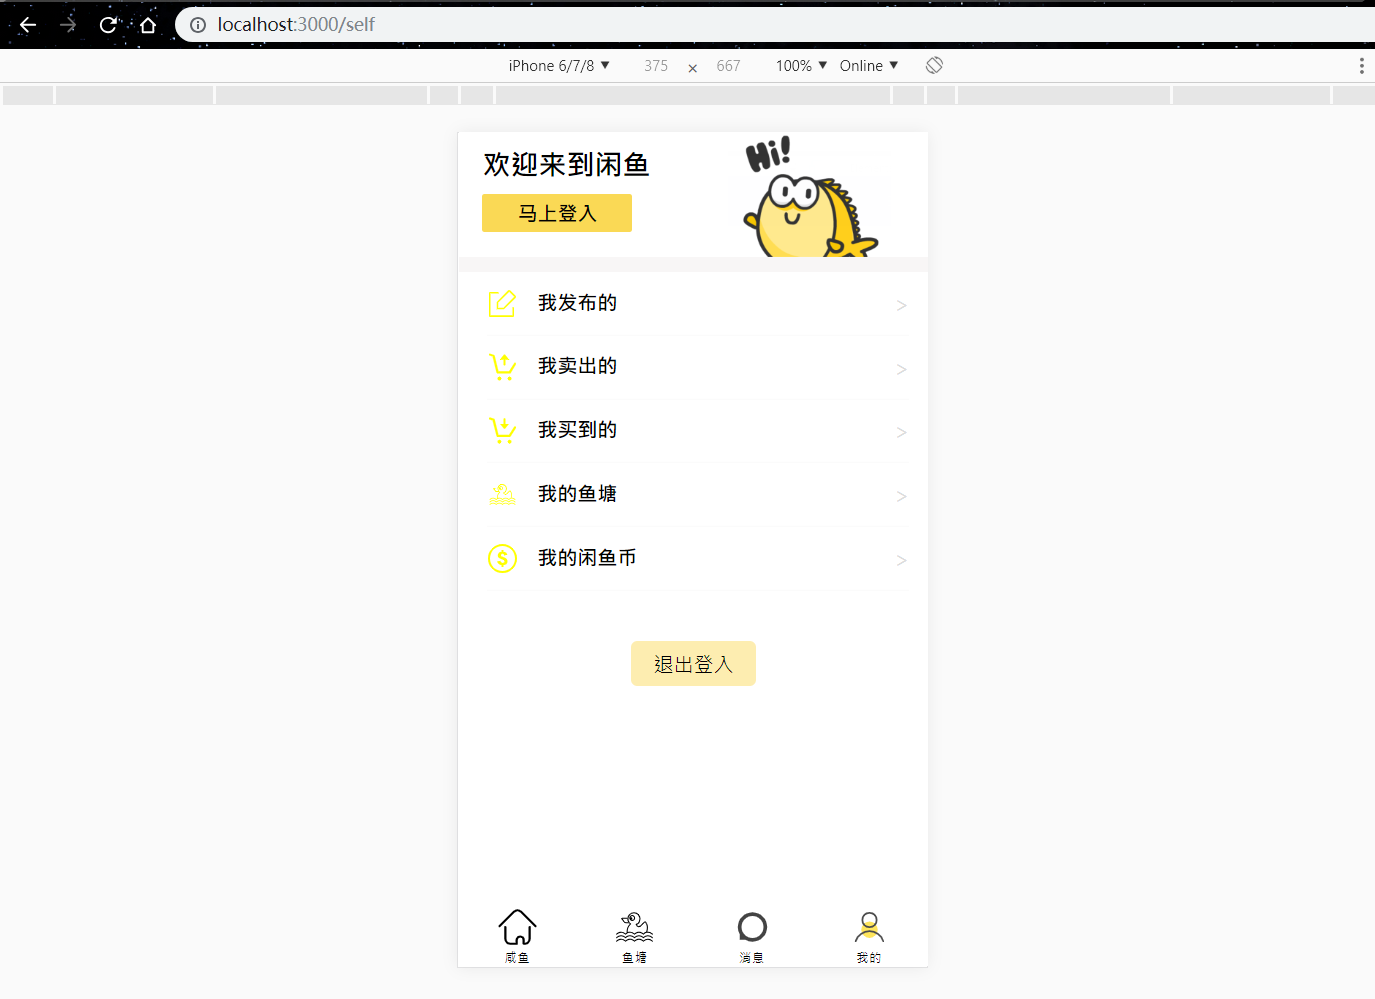 localhost:3000/self
iPhone 6/7/8 ▼ 375 × 667 100% ▼ Online ▼
Hi!
欢迎来到闲鱼
马上登入
我发布的 >
我卖出的 >
我买到的 >
我的鱼塘 >
我的闲鱼币 >
退出登入
咸鱼 鱼塘 消息 我的